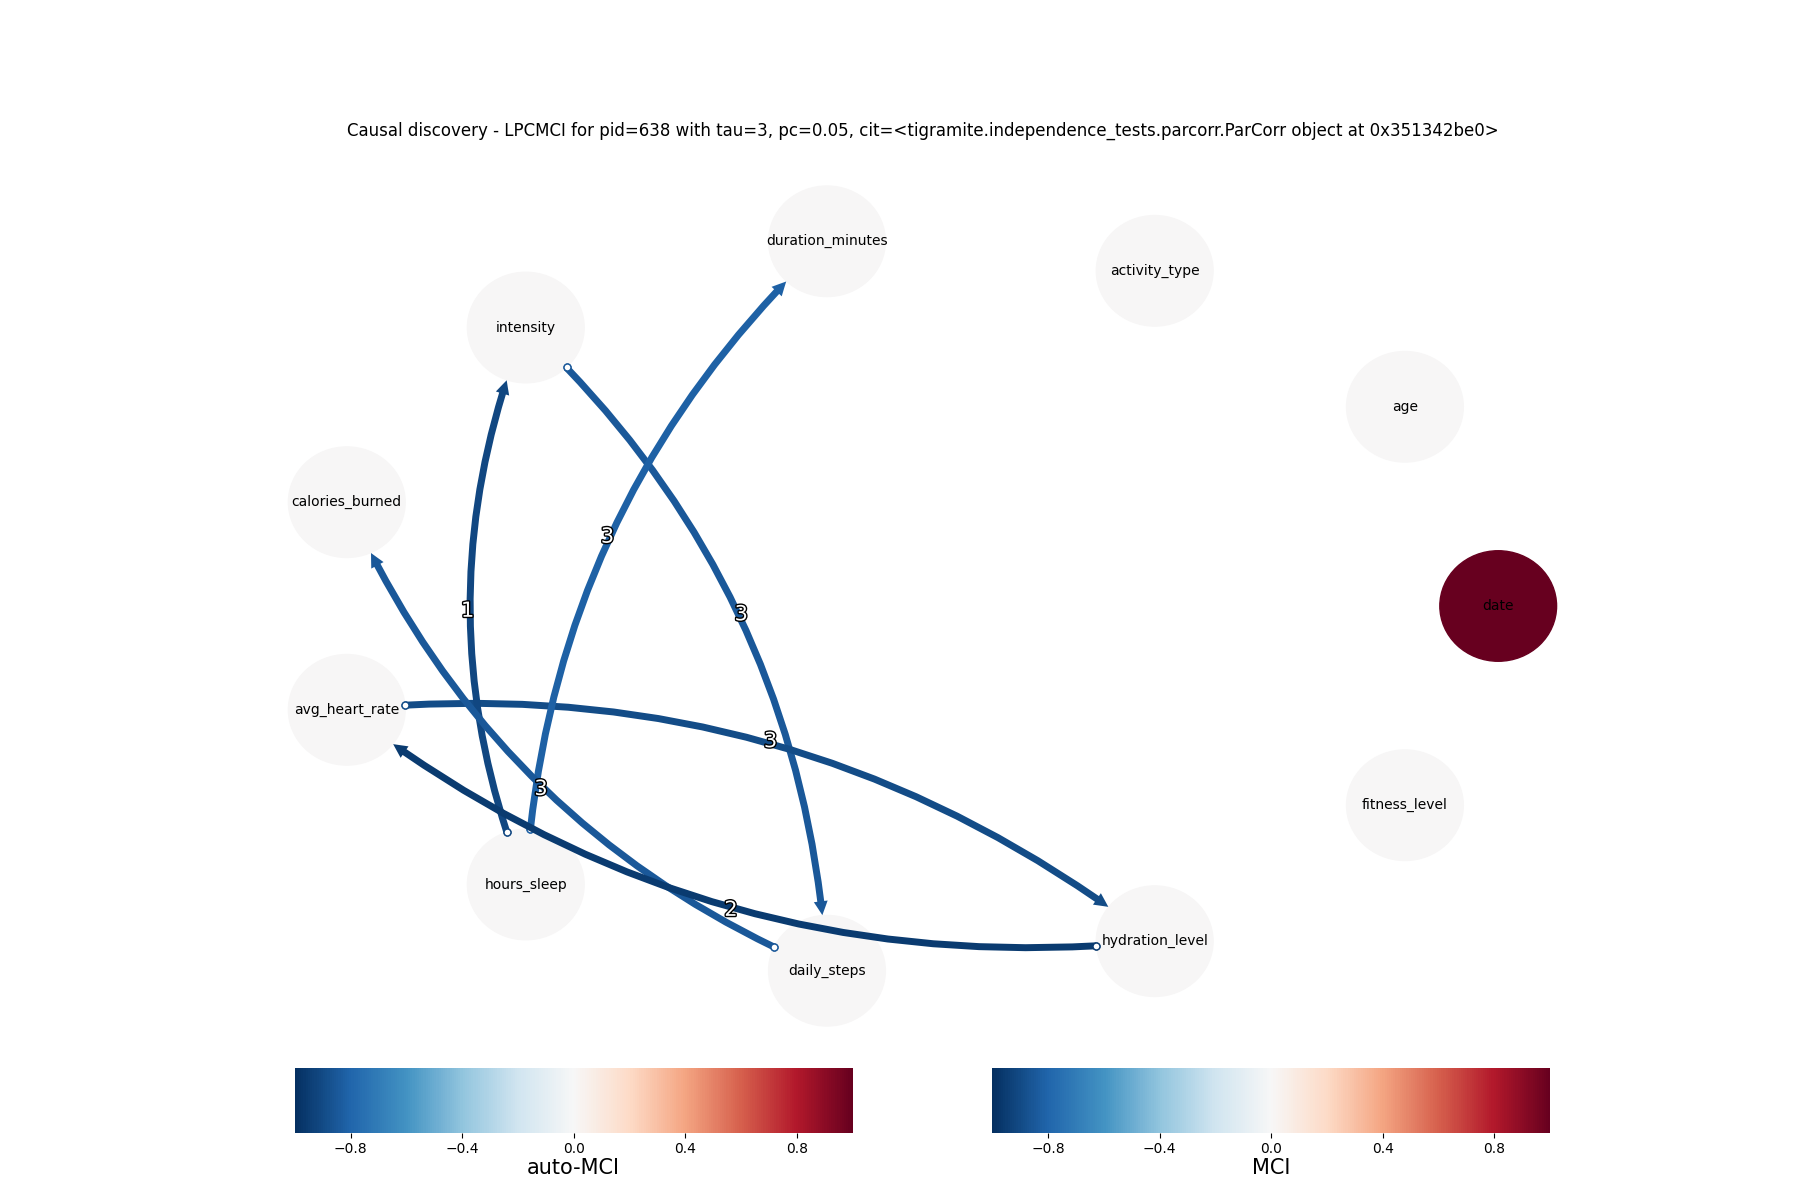 Causal discovery - LPCMCI for pid=638 with tau=3, pc=0.05, cit=<tigramite.independence_tests.parcorr.ParCorr object at 0x351342be0>
duration_minutes
activity_type
intensity
age
calories_burned
3
date
1
3
avg_heart_rate
3
3
fitness_level
hours_sleep
2
hydration_level
daily_steps
−0.8 −0.4 0.0 0.4 0.8
auto-MCI
−0.8 −0.4 0.0 0.4 0.8
MCI